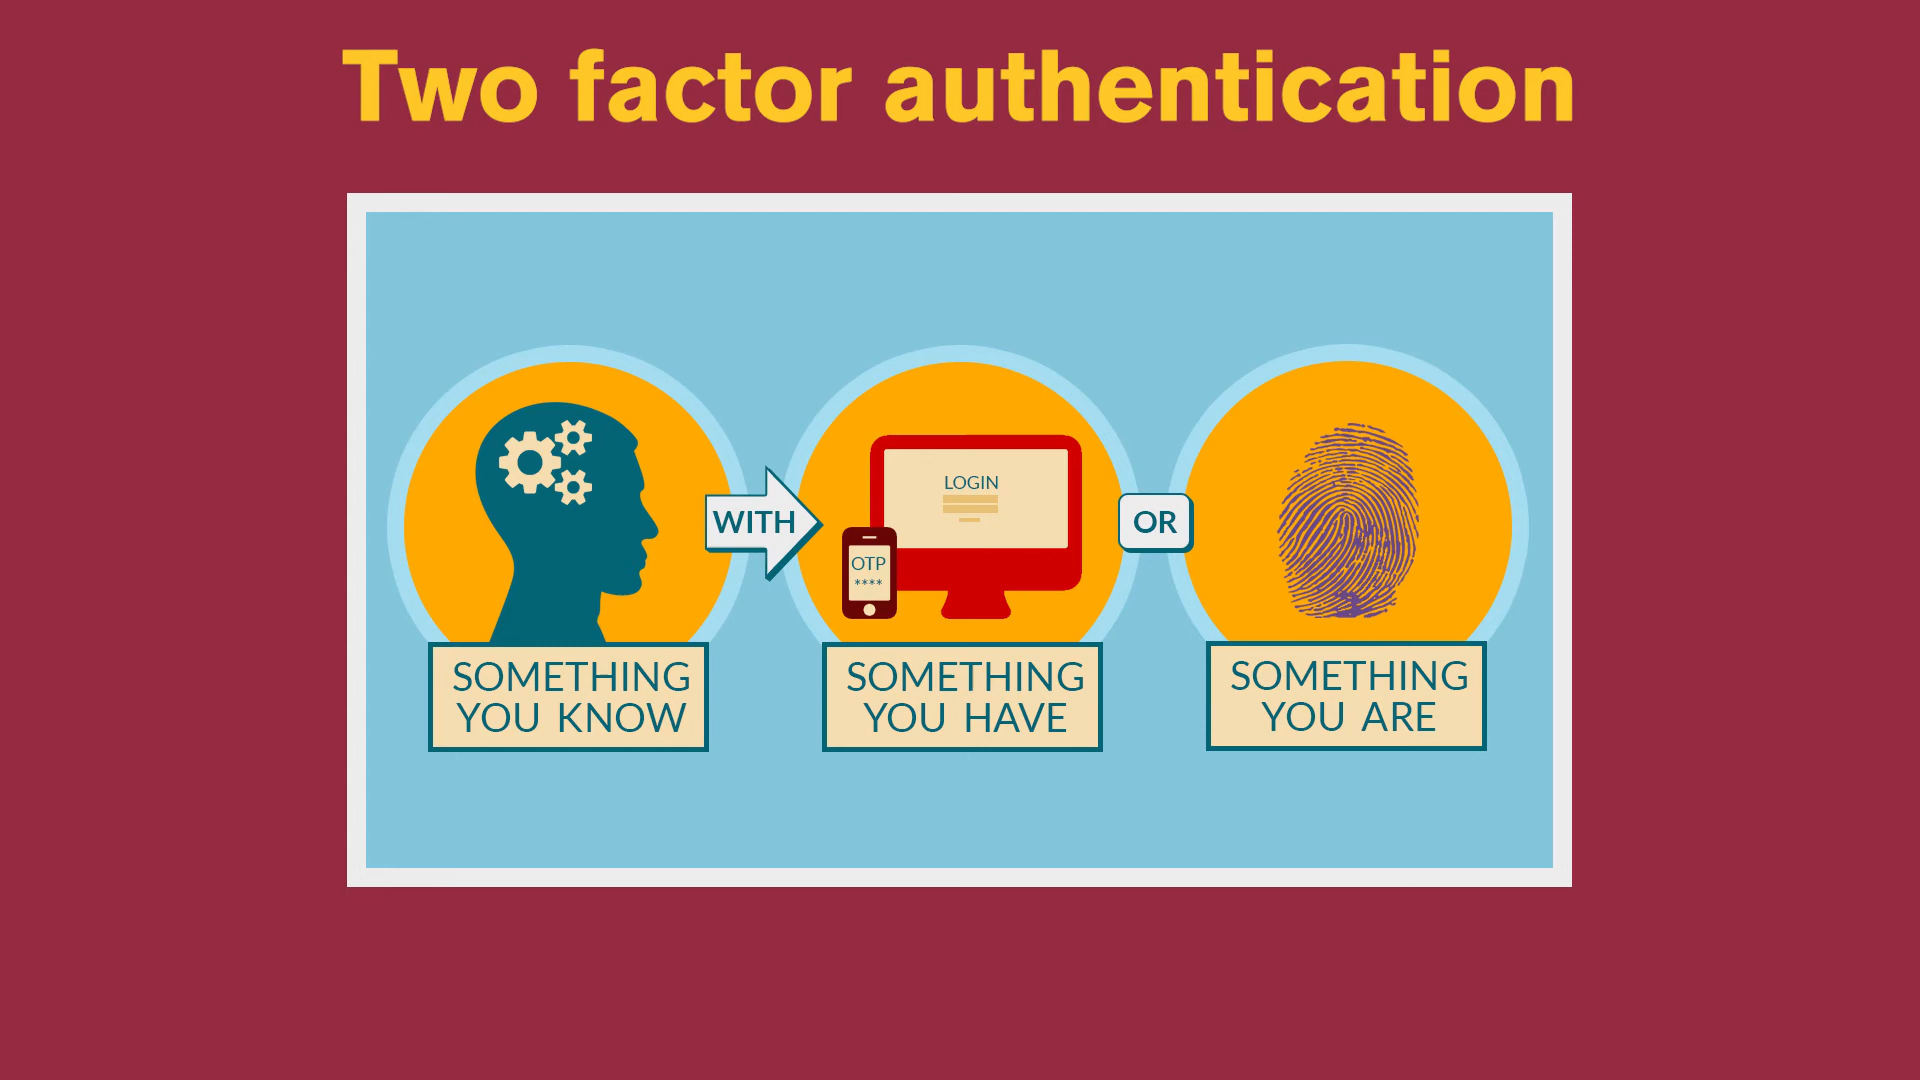 Two factor authentication
LOGIN
WITH
OR
OTP
****
SOMETHING
YOU KNOW
SOMETHING
YOU HAVE
SOMETHING
YOU ARE